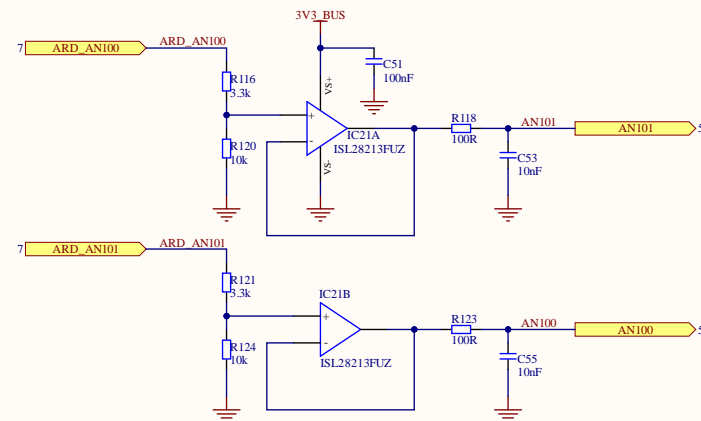 3V3_BUS
7 ARD_AN100 ARD_AN100
C51
100nF
R116
3.3k
VS+
+
-
IC21A
ISL28213FUZ
VS-
R120
10k
R118
100R
AN101
AN101 5
C53
10nF
7 ARD_AN101 ARD_AN101
R121
3.3k
IC21B
+
-
ISL28213FUZ
R124
10k
R123
100R
AN100
AN100 5
C55
10nF